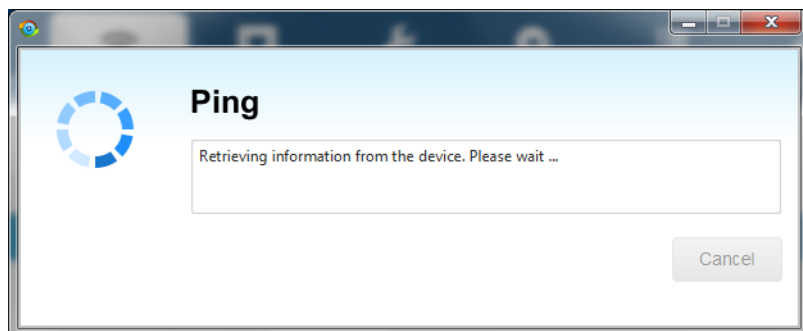 Ping
Retrieving information from the device. Please wait ...
Cancel